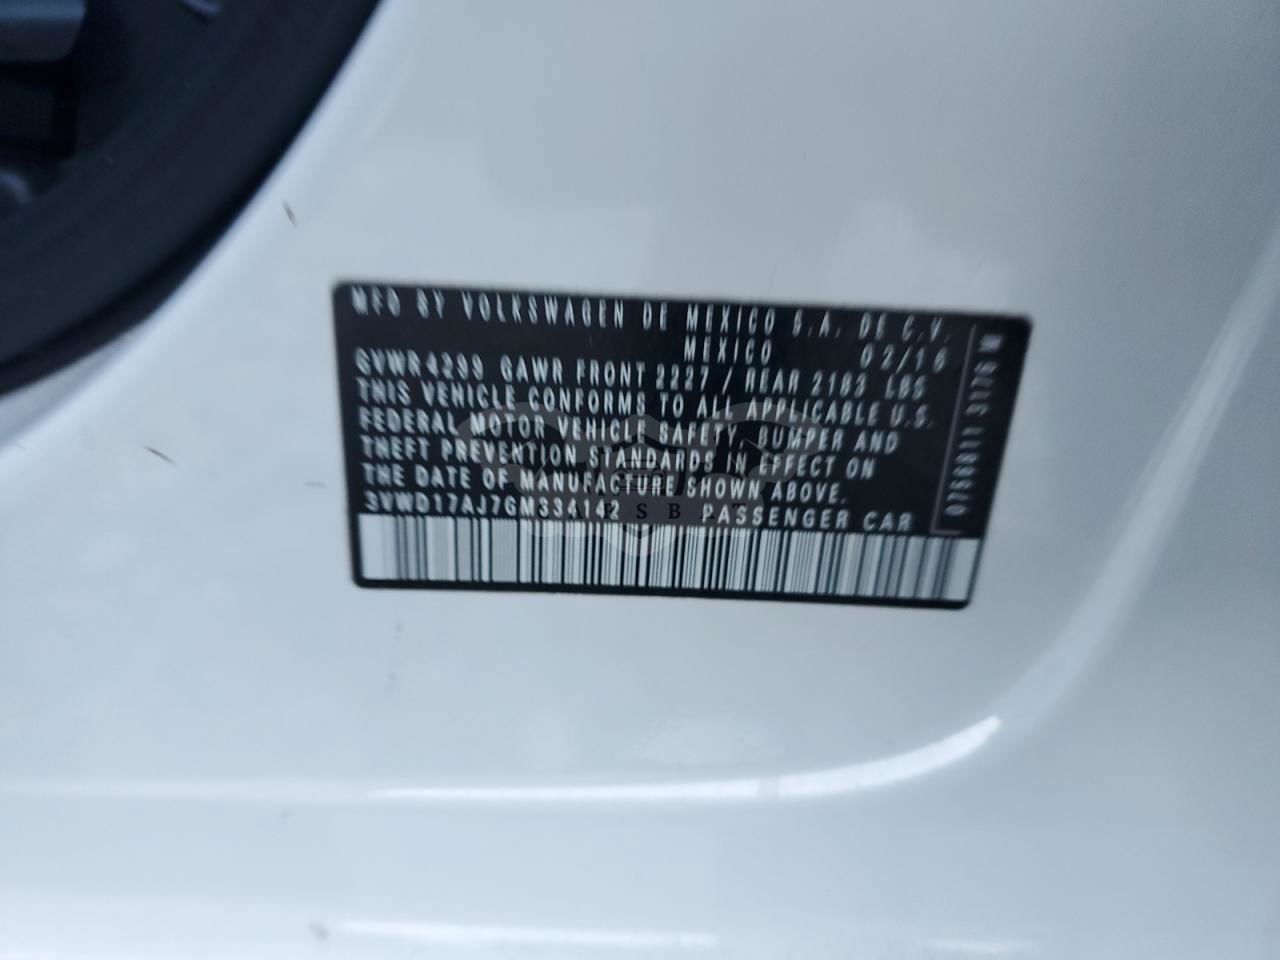 MFD BY VOLKSWAGEN DE MEXICO S.A. DE C.V.
MEXICO 02/16
GVWR 4299 GAWR FRONT 2227 / REAR 2183 LBS
THIS VEHICLE CONFORMS TO ALL APPLICABLE U.S.
FEDERAL MOTOR VEHICLE SAFETY, BUMPER AND
THEFT PREVENTION STANDARDS IN EFFECT ON
THE DATE OF MANUFACTURE SHOWN ABOVE.
3VWD17AJ7GM334142 PASSENGER CAR
CARSBAT